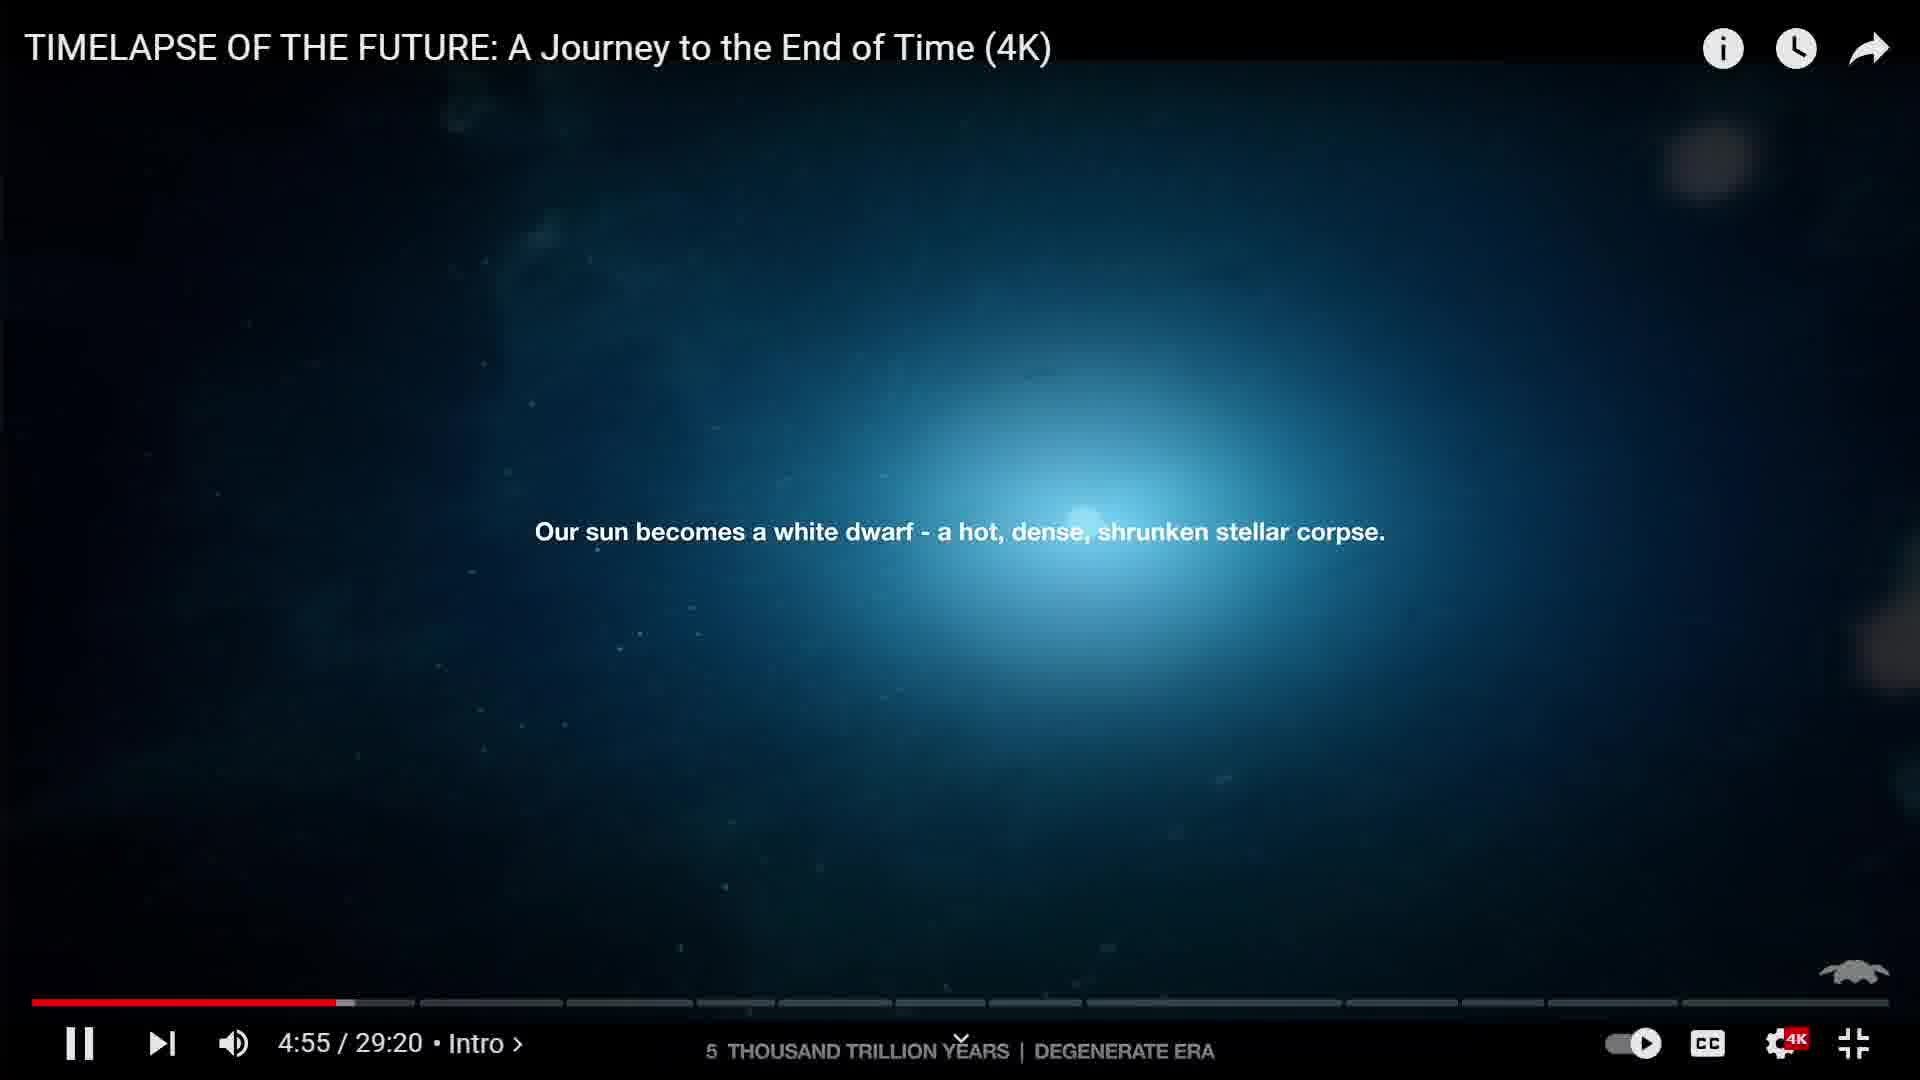 TIMELAPSE OF THE FUTURE: A Journey to the End of Time (4K)
Our sun becomes a white dwarf - a hot, dense, shrunken stellar corpse.
4:55 / 29:20 • Intro ›
5 THOUSAND TRILLION YEARS | DEGENERATE ERA
CC
4K